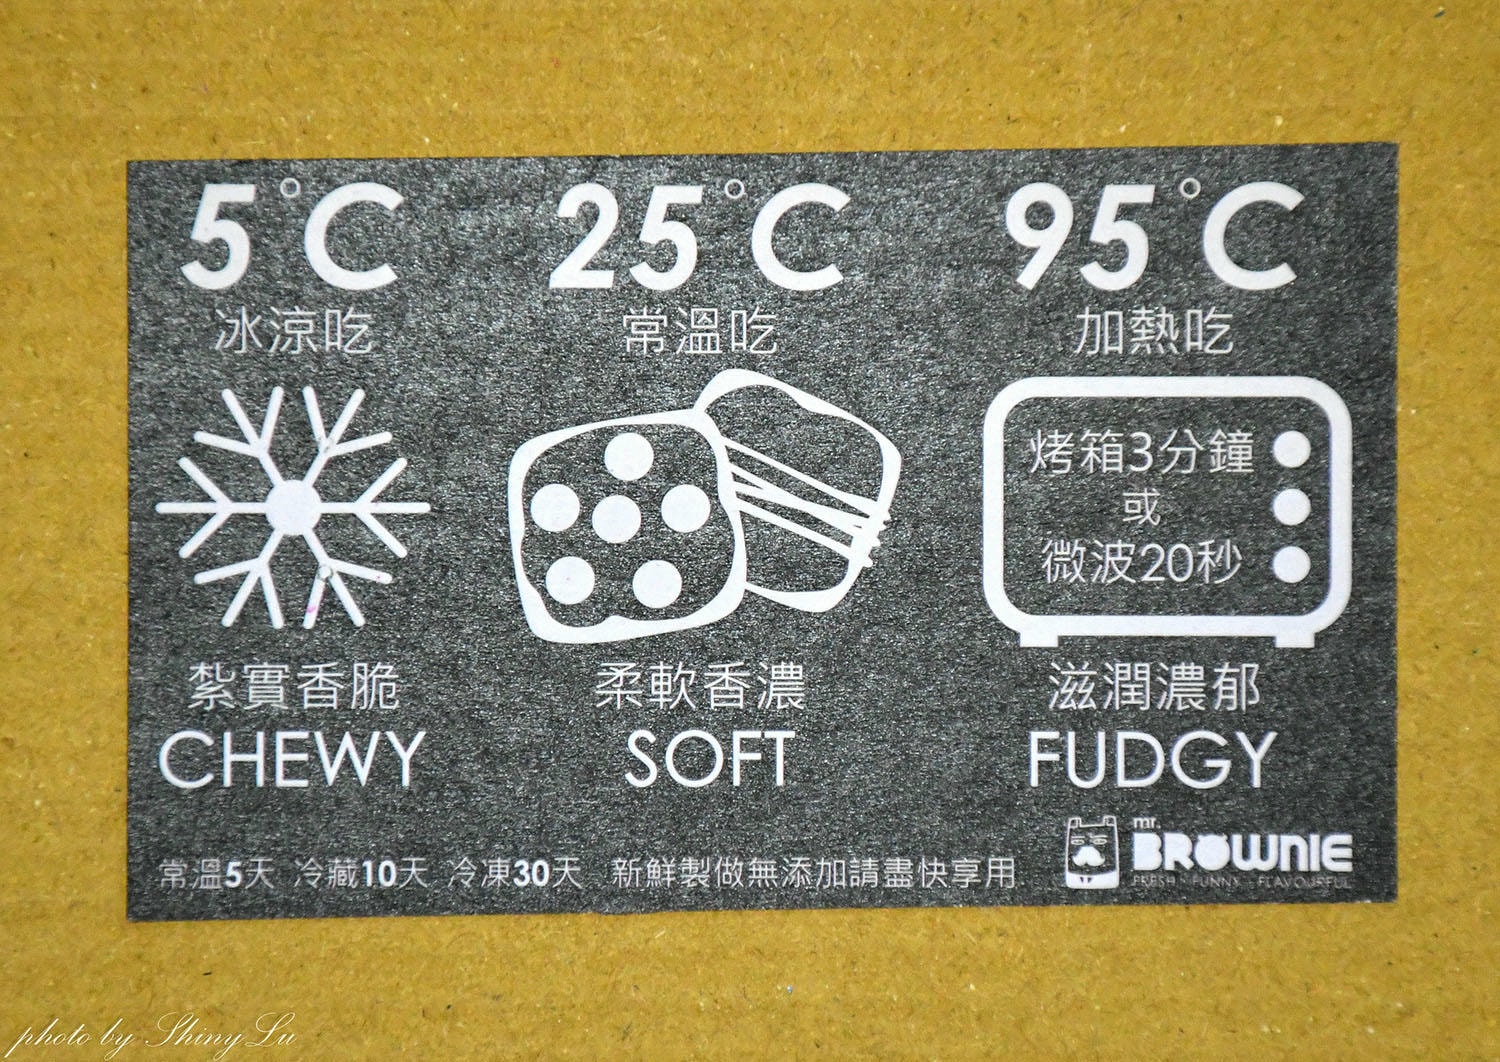 5°C 25°C 95°C
冰涼吃 常溫吃 加熱吃
烤箱3分鐘
或
微波20秒
紮實香脆 柔軟香濃 滋潤濃郁
CHEWY SOFT FUDGY
常溫5天 冷藏10天 冷凍30天 新鮮製做無添加請盡快享用
mr.
BROWNIE
FRESH · FUNNY · FLAVOURFUL
photo by ShinyLu